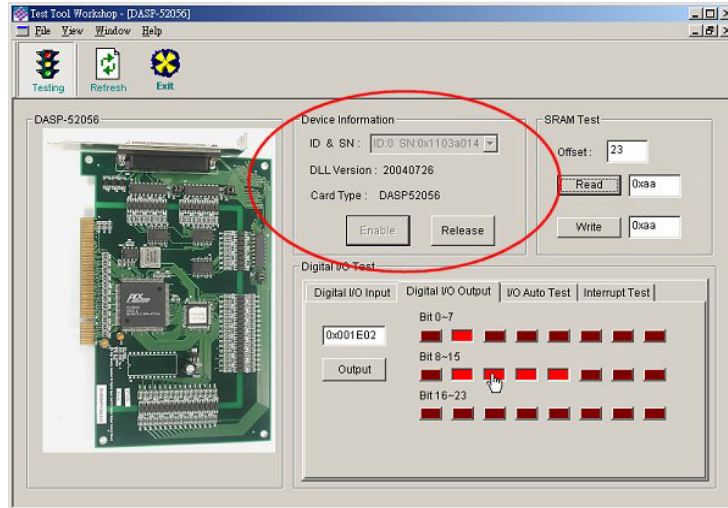 Test Tool Workshop - [DASP-52056]
File View Window Help
Testing Refresh Exit
DASP-52056
Device Information
ID & SN : ID:0 SN:0x1103a014
DLL Version : 20040726
Card Type : DASP52056
Enable Release
SRAM Test
Offset : 23
Read 0xaa
Write 0xaa
Digital I/O Test
Digital I/O Input Digital I/O Output I/O Auto Test Interrupt Test
0x001E02
Output
Bit 0~7
Bit 8~15
Bit 16~23